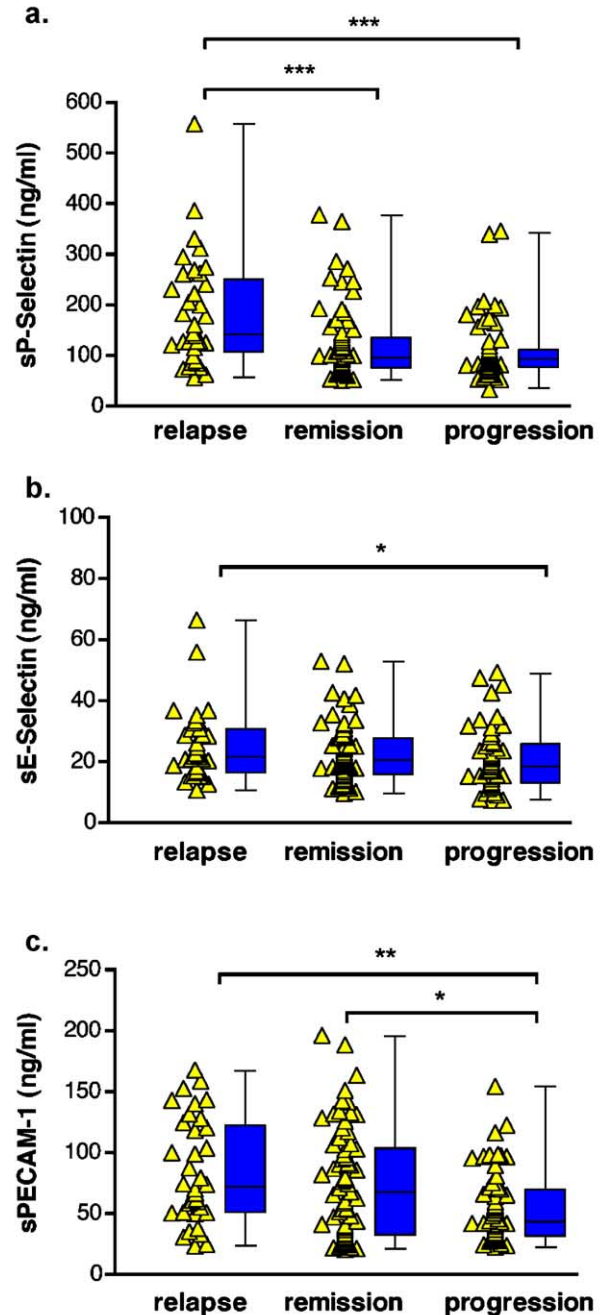 a.
***
***
sP-Selectin (ng/ml)
600
500
400
300
200
100
0
relapse remission progression
b.
*
sE-Selectin (ng/ml)
100
80
60
40
20
0
relapse remission progression
c.
**
*
sPECAM-1 (ng/ml)
250
200
150
100
50
0
relapse remission progression